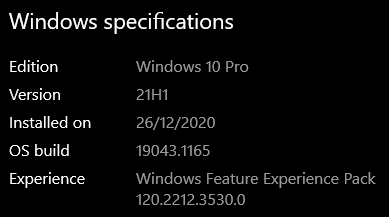 Windows specifications
Edition Windows 10 Pro
Version 21H1
Installed on 26/12/2020
OS build 19043.1165
Experience Windows Feature Experience Pack
120.2212.3530.0